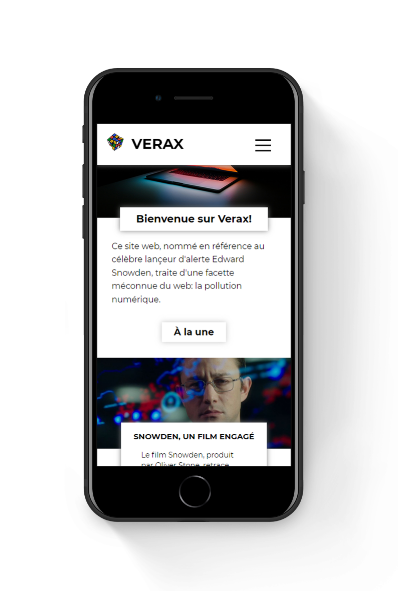 VERAX
Bienvenue sur Verax!
Ce site web, nommé en référence au
célèbre lançeur d'alerte Edward
Snowden, traite d'une facette
méconnue du web: la pollution
numérique.
À la une
SNOWDEN, UN FILM ENGAGÉ
Le film Snowden, produit
par Oliver Stone, retrace